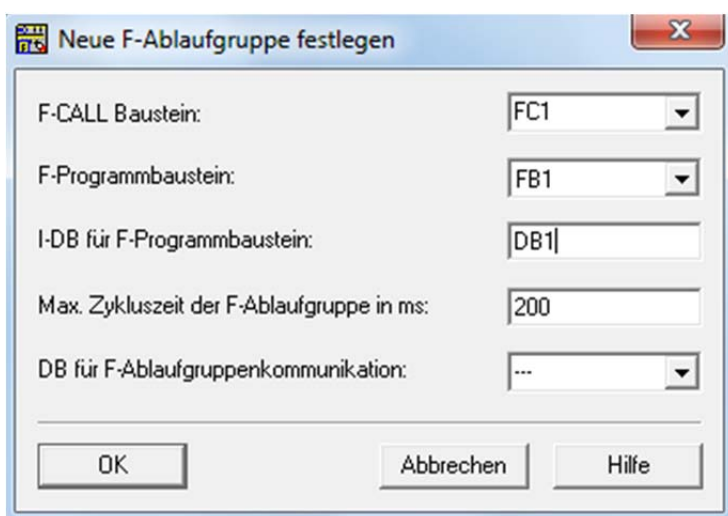 Neue F-Ablaufgruppe festlegen
F-CALL Baustein: FC1
F-Programmbaustein: FB1
I-DB für F-Programmbaustein: DB1
Max. Zykluszeit der F-Ablaufgruppe in ms: 200
DB für F-Ablaufgruppenkommunikation: ---
OK Abbrechen Hilfe